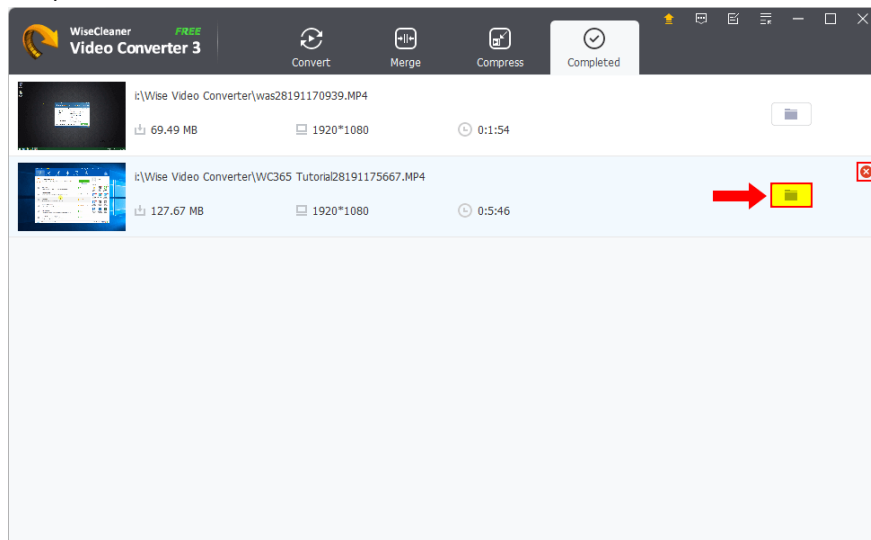 WiseCleaner FREE
Video Converter 3
Convert
Merge
Compress
Completed
i:\Wise Video Converter\was28191170939.MP4
69.49 MB
1920*1080
0:1:54
i:\Wise Video Converter\WC365 Tutorial28191175667.MP4
127.67 MB
1920*1080
0:5:46